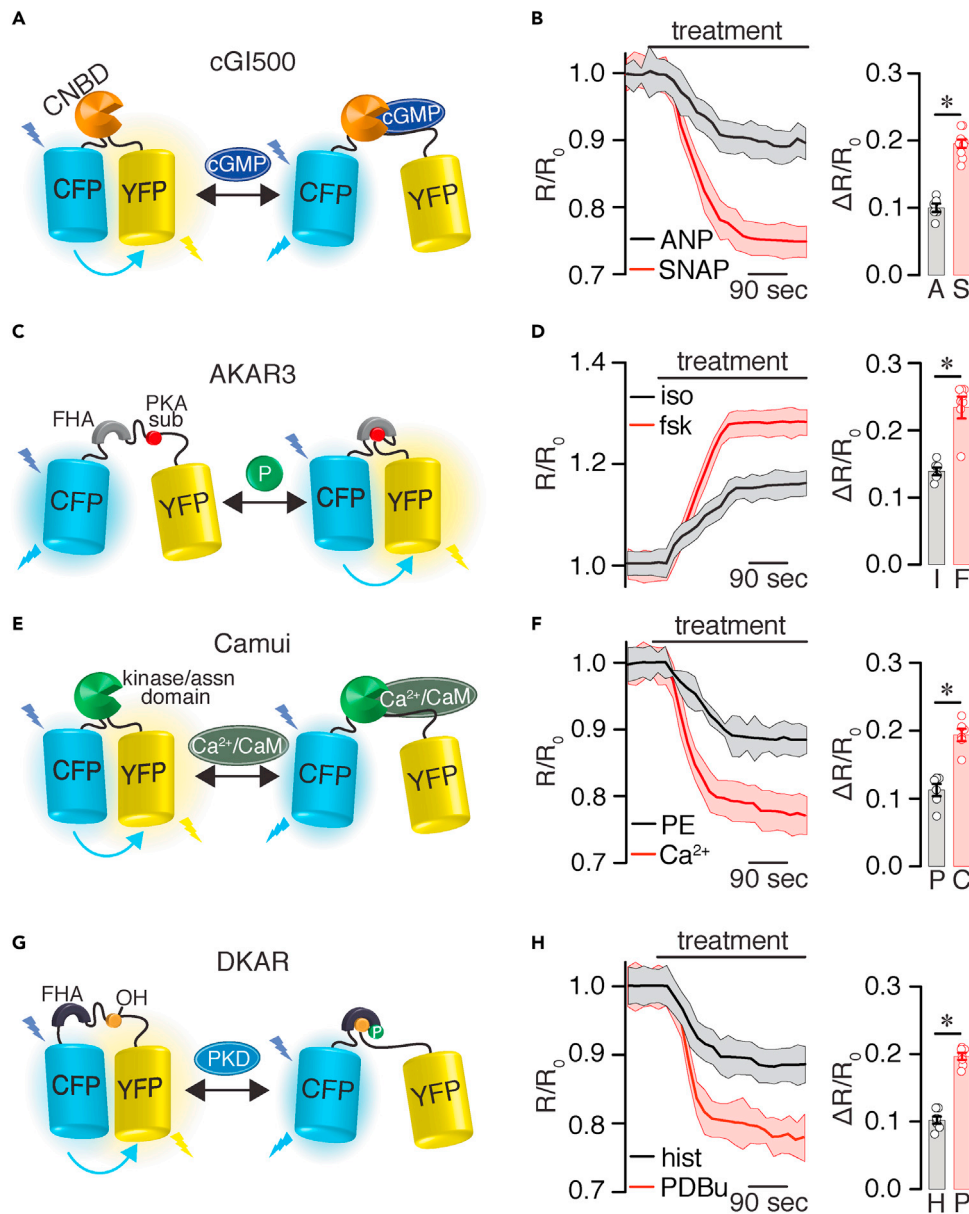 A
cGI500
CNBD
CFP
YFP
cGMP
cGMP
CFP
YFP
B
treatment
1.0
0.9
0.8
0.7
R/R0
ANP
SNAP
90 sec
0.3
0.2
0.1
0.0
ΔR/R0
*
A S
C
AKAR3
FHA
PKA
sub
CFP
YFP
P
CFP
YFP
D
treatment
1.4
1.2
1.0
R/R0
iso
fsk
90 sec
0.3
0.2
0.1
0.0
ΔR/R0
*
I F
E
Camui
kinase/assn
domain
CFP
YFP
Ca²⁺/CaM
Ca²⁺/CaM
CFP
YFP
F
treatment
1.0
0.9
0.8
0.7
R/R0
PE
Ca²⁺
90 sec
0.3
0.2
0.1
0.0
ΔR/R0
*
P C
G
DKAR
FHA
OH
CFP
YFP
PKD
P
CFP
YFP
H
treatment
1.0
0.9
0.8
0.7
R/R0
hist
PDBu
90 sec
0.3
0.2
0.1
0.0
ΔR/R0
*
H P